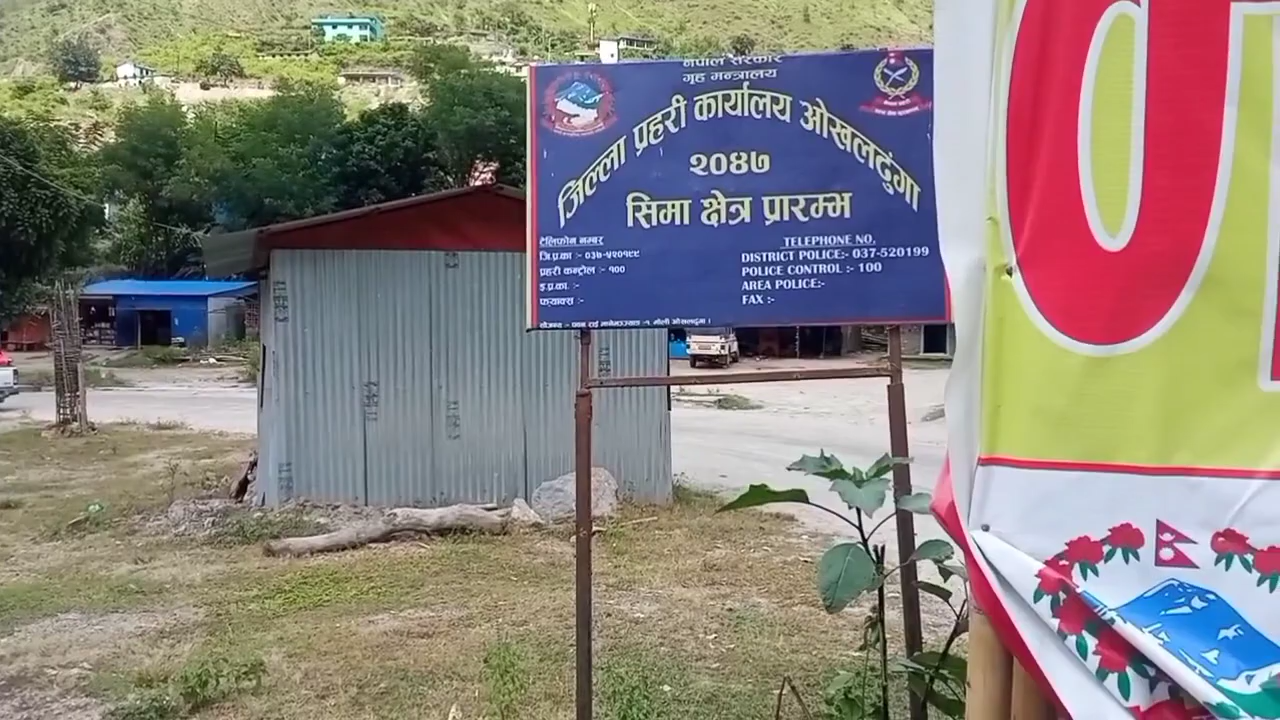 नेपाल सरकार
गृह मन्त्रालय
जिल्ला प्रहरी कार्यालय ओखलढुंगा
२०४७
सिमा क्षेत्र प्रारम्भ
टेलिफोन नम्बर
जि.प्र.का :- ०३७-५२०१९९
प्रहरी कन्ट्रोल :- १००
इ.प्र.का. :-
फ्याक्स :-
TELEPHONE NO.
DISTRICT POLICE:- 037-520199
POLICE CONTROL :- 100
AREA POLICE:-
FAX :-